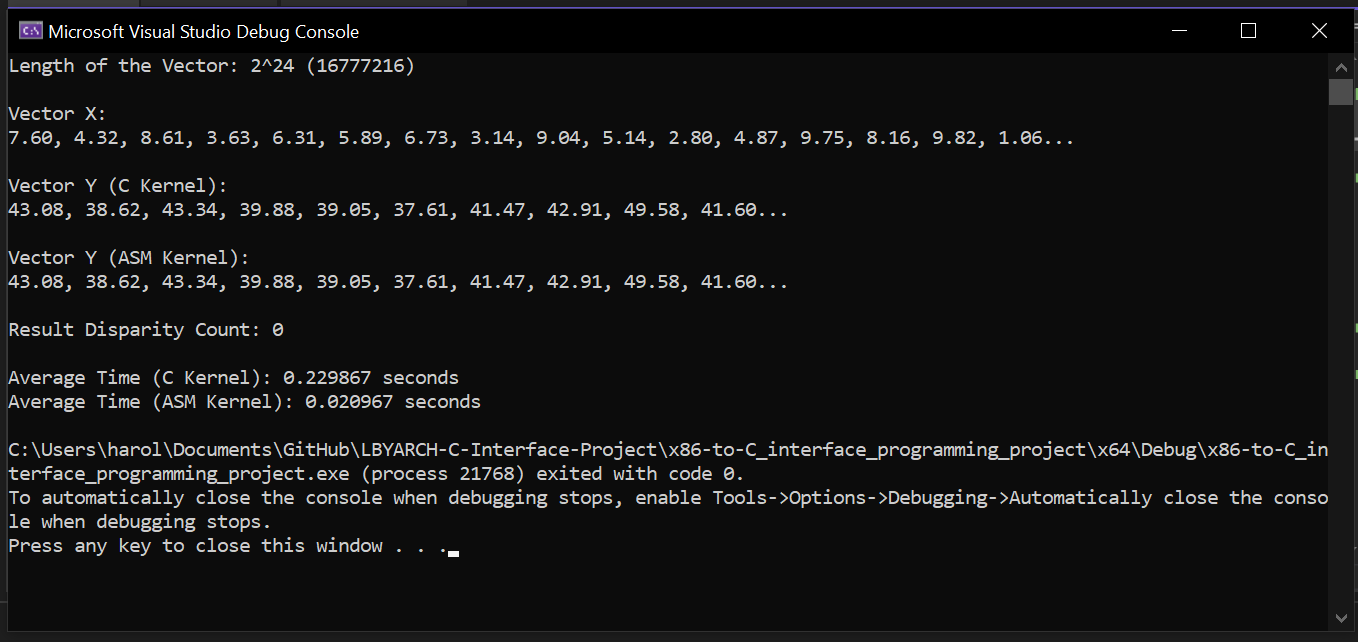 Microsoft Visual Studio Debug Console
Length of the Vector: 2^24 (16777216)
Vector X:
7.60, 4.32, 8.61, 3.63, 6.31, 5.89, 6.73, 3.14, 9.04, 5.14, 2.80, 4.87, 9.75, 8.16, 9.82, 1.06...
Vector Y (C Kernel):
43.08, 38.62, 43.34, 39.88, 39.05, 37.61, 41.47, 42.91, 49.58, 41.60...
Vector Y (ASM Kernel):
43.08, 38.62, 43.34, 39.88, 39.05, 37.61, 41.47, 42.91, 49.58, 41.60...
Result Disparity Count: 0
Average Time (C Kernel): 0.229867 seconds
Average Time (ASM Kernel): 0.020967 seconds
C:\Users\harol\Documents\GitHub\LBYARCH-C-Interface-Project\x86-to-C_interface_programming_project\x64\Debug\x86-to-C_in
terface_programming_project.exe (process 21768) exited with code 0.
To automatically close the console when debugging stops, enable Tools->Options->Debugging->Automatically close the conso
le when debugging stops.
Press any key to close this window . . .